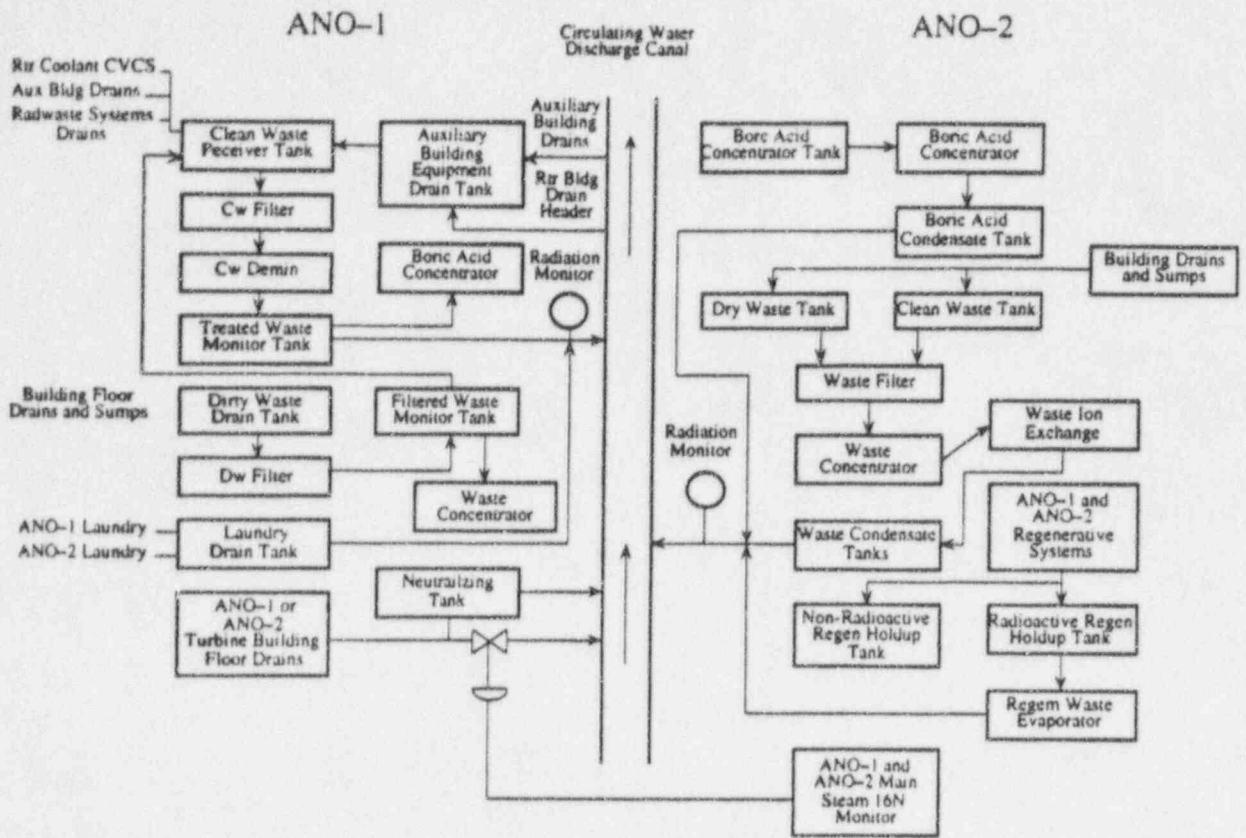 ANO–1
Circulating Water
Discharge Canal
ANO–2
Rtr Coolant CVCS
Aux Bldg Drains
Radwaste Systems
Drains
Clean Waste
Peceiver Tank
Cw Filter
Cw Demin
Treated Waste
Monitor Tank
Auxiliary
Building
Equipment
Drain Tank
Auxiliary
Building
Drains
Rtr Bldg
Drain
Header
Boric Acid
Concentrator
Radiation
Monitor
Building Floor
Drains and Sumps
Dirty Waste
Drain Tank
Dw Filter
Filtered Waste
Monitor Tank
Waste
Concentrator
ANO–1 Laundry
ANO–2 Laundry
Laundry
Drain Tank
Neutrailzing
Tank
ANO–1 or
ANO–2
Turbine Building
Floor Drains
Boric Acid
Concentrator Tank
Boric Acid
Concentrator
Boric Acid
Condensate Tank
Building Drains
and Sumps
Dry Waste Tank
Clean Waste Tank
Waste Filter
Waste
Concentrator
Waste Ion
Exchange
Radiation
Monitor
Waste Condensate
Tanks
ANO–1 and
ANO–2
Regenerative
Systems
Non-Radioactive
Regen Holdup
Tank
Radioactive Regen
Holdup Tank
Regem Waste
Evaporator
ANO–1 and
ANO–2 Main
Steam 16N
Monitor